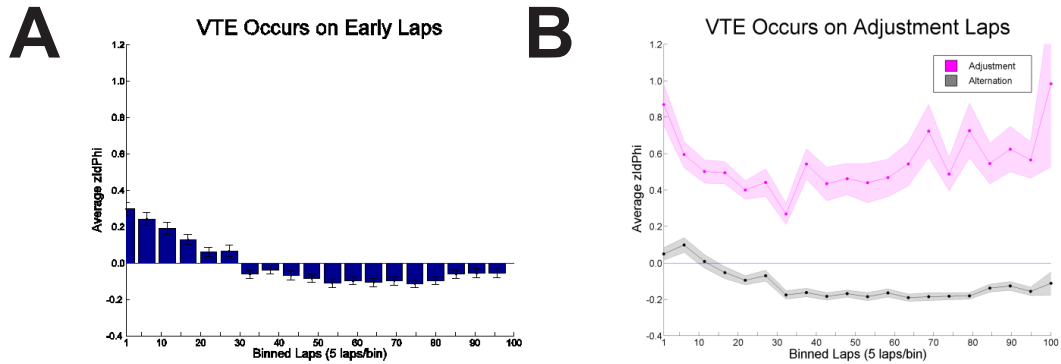 A
VTE Occurs on Early Laps
1.2
1.0
0.8
0.6
0.4
0.2
0.0
-0.2
-0.4
Average zIdPhi
1 10 20 30 40 50 60 70 80 90 100
Binned Laps (5 laps/bin)
B
VTE Occurs on Adjustment Laps
Adjustment
Alternation
1.2
1.0
0.8
0.6
0.4
0.2
0.0
-0.2
-0.4
Average zIdPhi
1 10 20 30 40 50 60 70 80 90 100
Binned Laps (5 laps/bin)